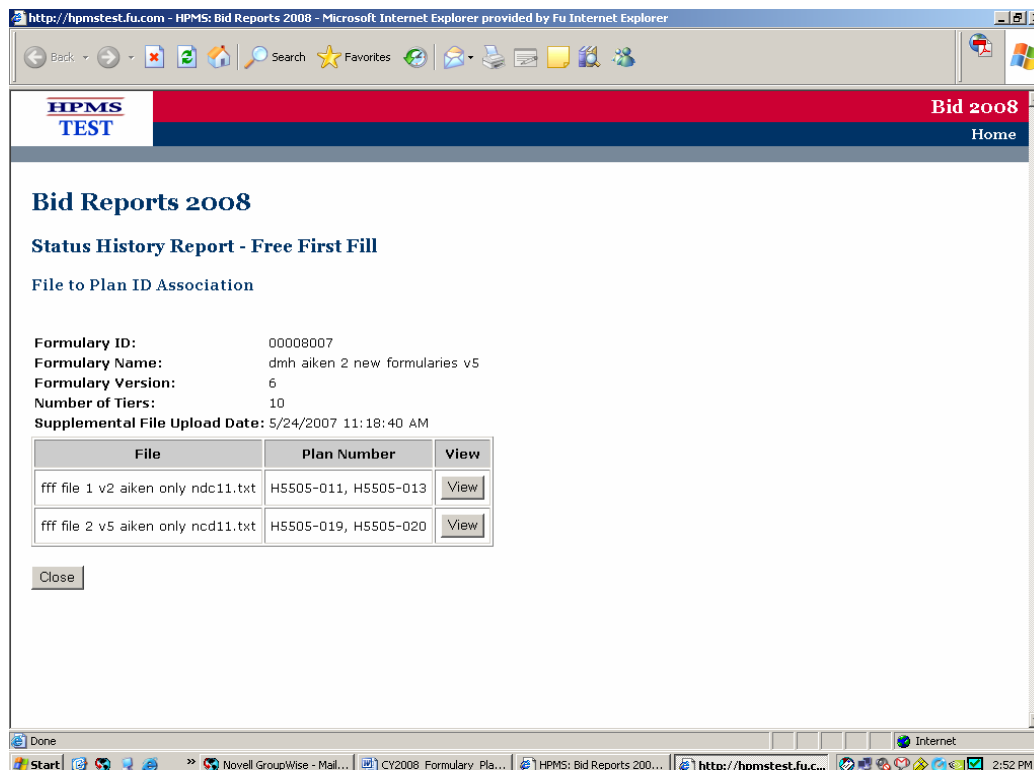 http://hpmstest.fu.com - HPMS: Bid Reports 2008 - Microsoft Internet Explorer provided by Fu Internet Explorer
Back Search Favorites
HPMS
TEST
Bid 2008
Home
Bid Reports 2008
Status History Report - Free First Fill
File to Plan ID Association
Formulary ID: 00008007
Formulary Name: dmh aiken 2 new formularies v5
Formulary Version: 6
Number of Tiers: 10
Supplemental File Upload Date: 5/24/2007 11:18:40 AM
File Plan Number View
fff file 1 v2 aiken only ndc11.txt H5505-011, H5505-013 View
fff file 2 v5 aiken only ncd11.txt H5505-019, H5505-020 View
Close
Done Internet
Start » Novell GroupWise - Mail... CY2008_Formulary_Pla... HPMS: Bid Reports 200... http://hpmstest.fu.c... 2:52 PM